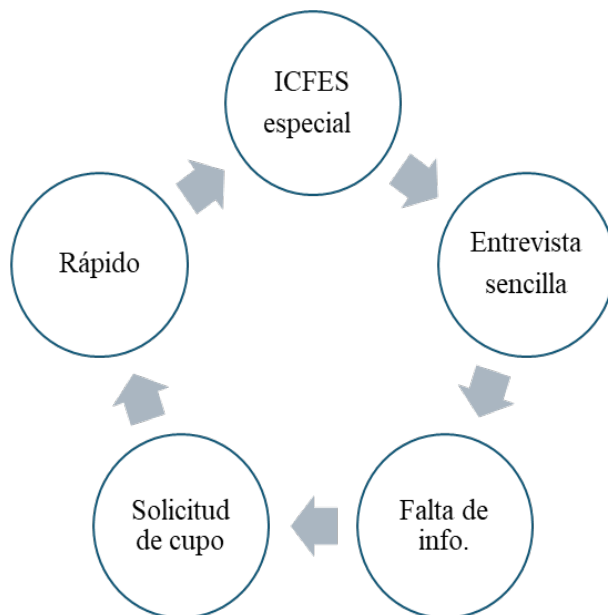 ICFES
especial
Entrevista
sencilla
Falta de
info.
Solicitud
de cupo
Rápido